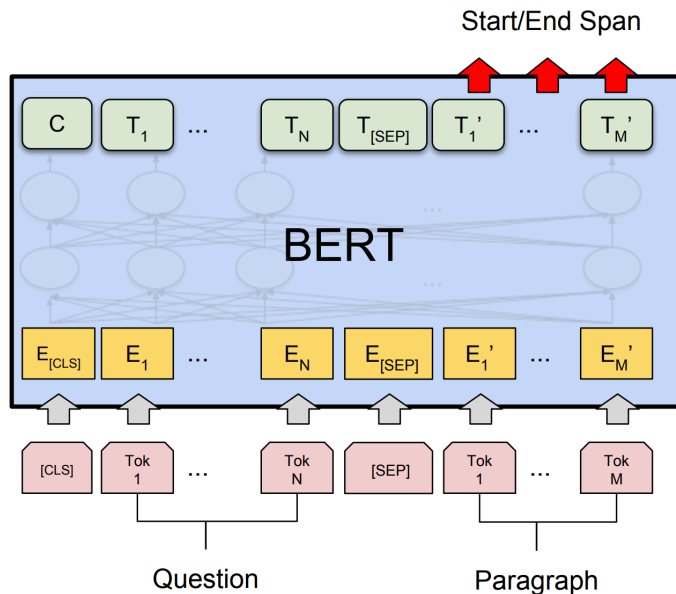 Start/End Span
C T1 ... TN T[SEP] T1' ... TM'
...
BERT
...
E[CLS] E1 ... EN E[SEP] E1' ... EM'
[CLS] Tok 1 ... Tok N [SEP] Tok 1 ... Tok M
Question Paragraph